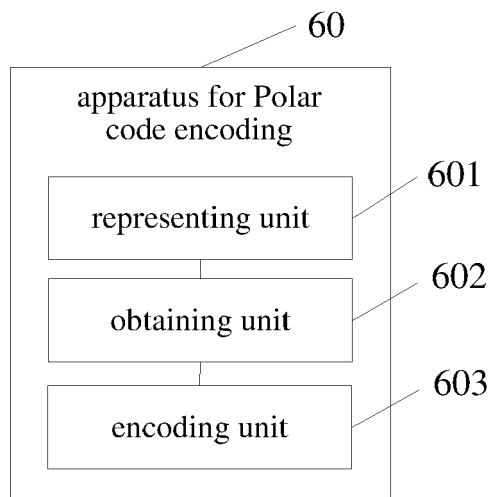 60
apparatus for Polar
code encoding
601
representing unit
602
obtaining unit
603
encoding unit